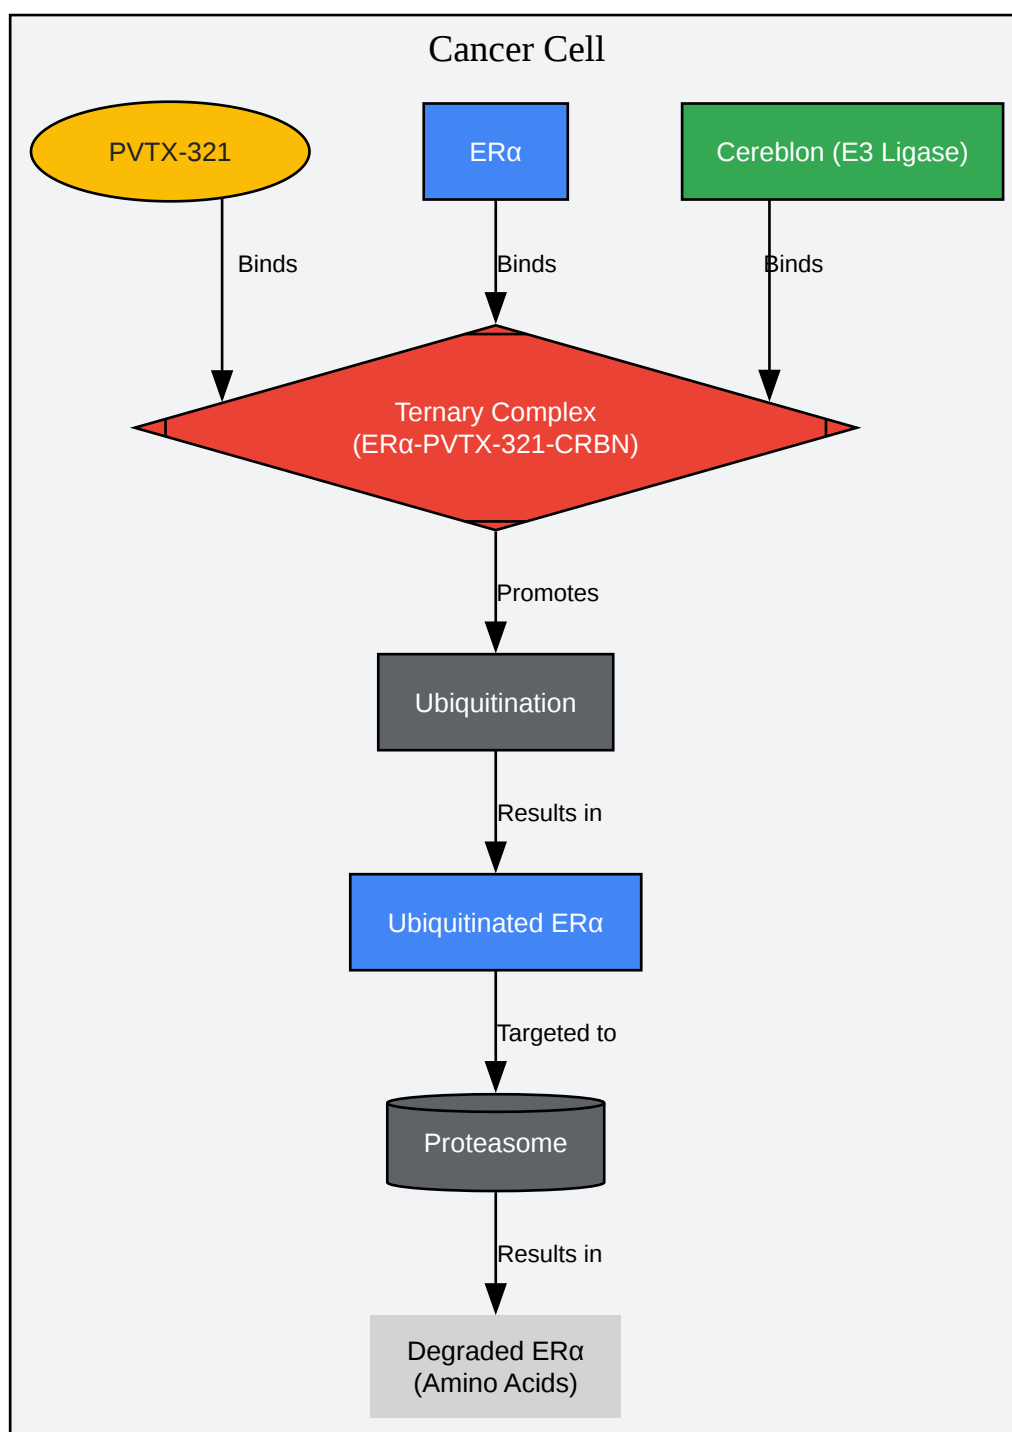 Cancer Cell
PVTX-321
ERα
Cereblon (E3 Ligase)
Binds
Binds
Binds
Ternary Complex
(ERα-PVTX-321-CRBN)
Promotes
Ubiquitination
Results in
Ubiquitinated ERα
Targeted to
Proteasome
Results in
Degraded ERα
(Amino Acids)